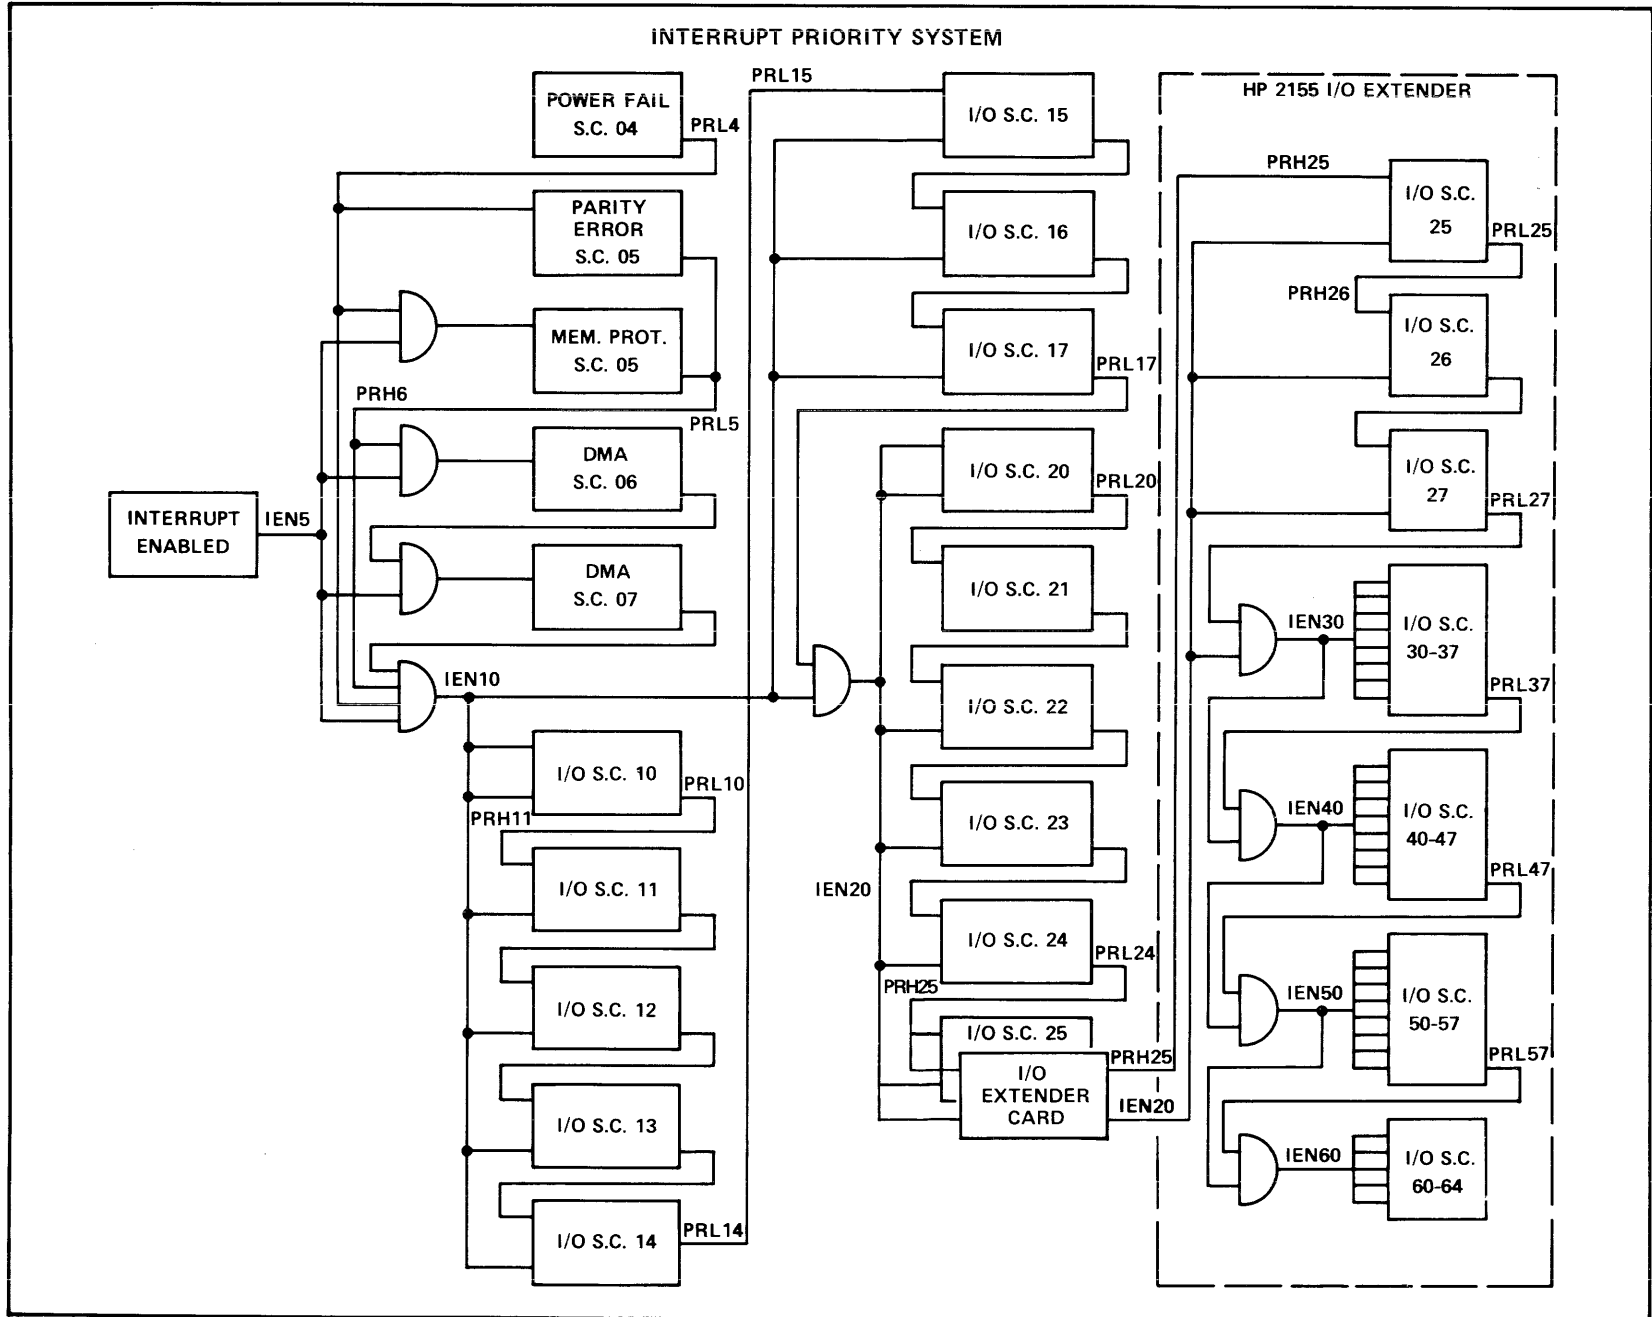 INTERRUPT PRIORITY SYSTEM
POWER FAIL
S.C. 04
PRL4
PARITY
ERROR
S.C. 05
MEM. PROT.
S.C. 05
PRH6
PRL5
DMA
S.C. 06
INTERRUPT
ENABLED
IEN5
DMA
S.C. 07
IEN10
I/O S.C. 10
PRL10
PRH11
I/O S.C. 11
I/O S.C. 12
I/O S.C. 13
I/O S.C. 14
PRL14
PRL15
I/O S.C. 15
I/O S.C. 16
I/O S.C. 17
PRL17
I/O S.C. 20
PRL20
I/O S.C. 21
I/O S.C. 22
I/O S.C. 23
IEN20
I/O S.C. 24
PRL24
PRH25
I/O S.C. 25
I/O
EXTENDER
CARD
PRH25
IEN20
HP 2155 I/O EXTENDER
PRH25
I/O S.C.
25
PRL25
PRH26
I/O S.C.
26
I/O S.C.
27
PRL27
IEN30
I/O S.C.
30-37
PRL37
IEN40
I/O S.C.
40-47
PRL47
IEN50
I/O S.C.
50-57
PRL57
IEN60
I/O S.C.
60-64